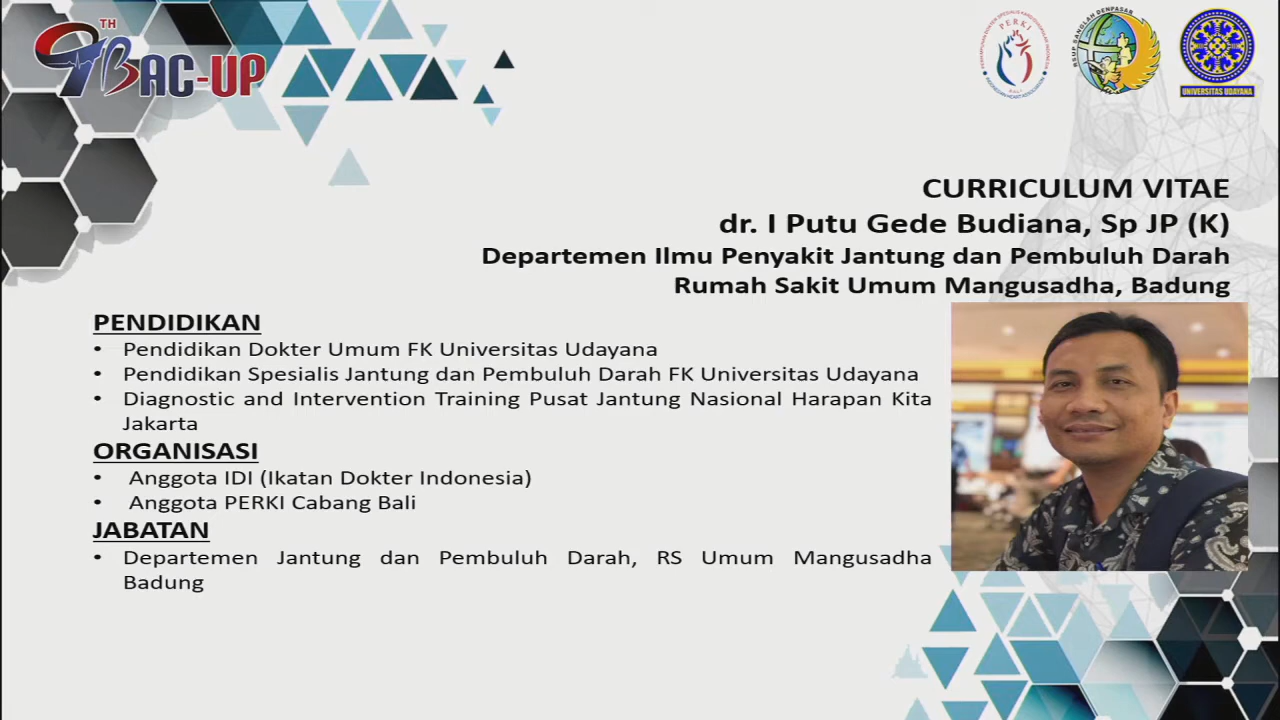 9TH BAC-UP
PERKI
BALI
RSUP SANGLAH DENPASAR
UNIVERSITAS UDAYANA
CURRICULUM VITAE
dr. I Putu Gede Budiana, Sp JP (K)
Departemen Ilmu Penyakit Jantung dan Pembuluh Darah
Rumah Sakit Umum Mangusadha, Badung
PENDIDIKAN
• Pendidikan Dokter Umum FK Universitas Udayana
• Pendidikan Spesialis Jantung dan Pembuluh Darah FK Universitas Udayana
• Diagnostic and Intervention Training Pusat Jantung Nasional Harapan Kita
Jakarta
ORGANISASI
• Anggota IDI (Ikatan Dokter Indonesia)
• Anggota PERKI Cabang Bali
JABATAN
• Departemen Jantung dan Pembuluh Darah, RS Umum Mangusadha
Badung